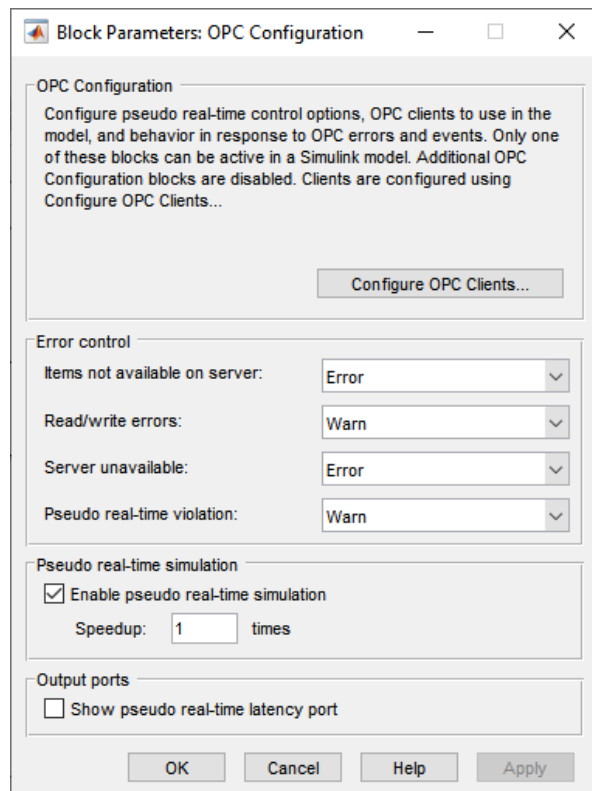 Block Parameters: OPC Configuration
OPC Configuration
Configure pseudo real-time control options, OPC clients to use in the
model, and behavior in response to OPC errors and events. Only one
of these blocks can be active in a Simulink model. Additional OPC
Configuration blocks are disabled. Clients are configured using
Configure OPC Clients...
Configure OPC Clients...
Error control
Items not available on server: Error
Read/write errors: Warn
Server unavailable: Error
Pseudo real-time violation: Warn
Pseudo real-time simulation
Enable pseudo real-time simulation
Speedup: 1 times
Output ports
Show pseudo real-time latency port
OK Cancel Help Apply